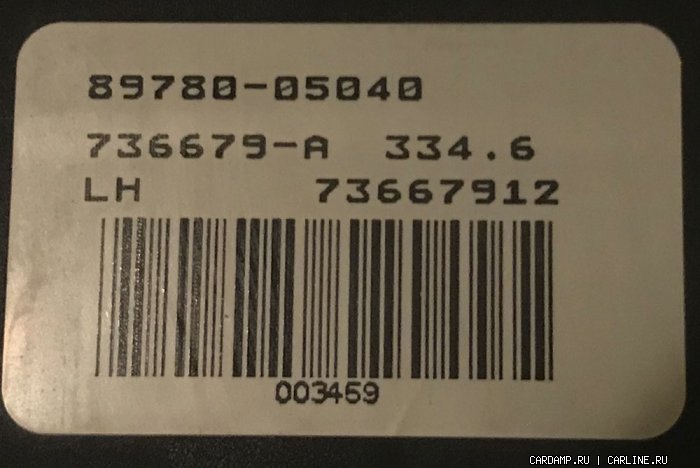 89780-05040
736679-A 334.6
LH 73667912
003459
CARDAMP.RU | CARLINE.RU